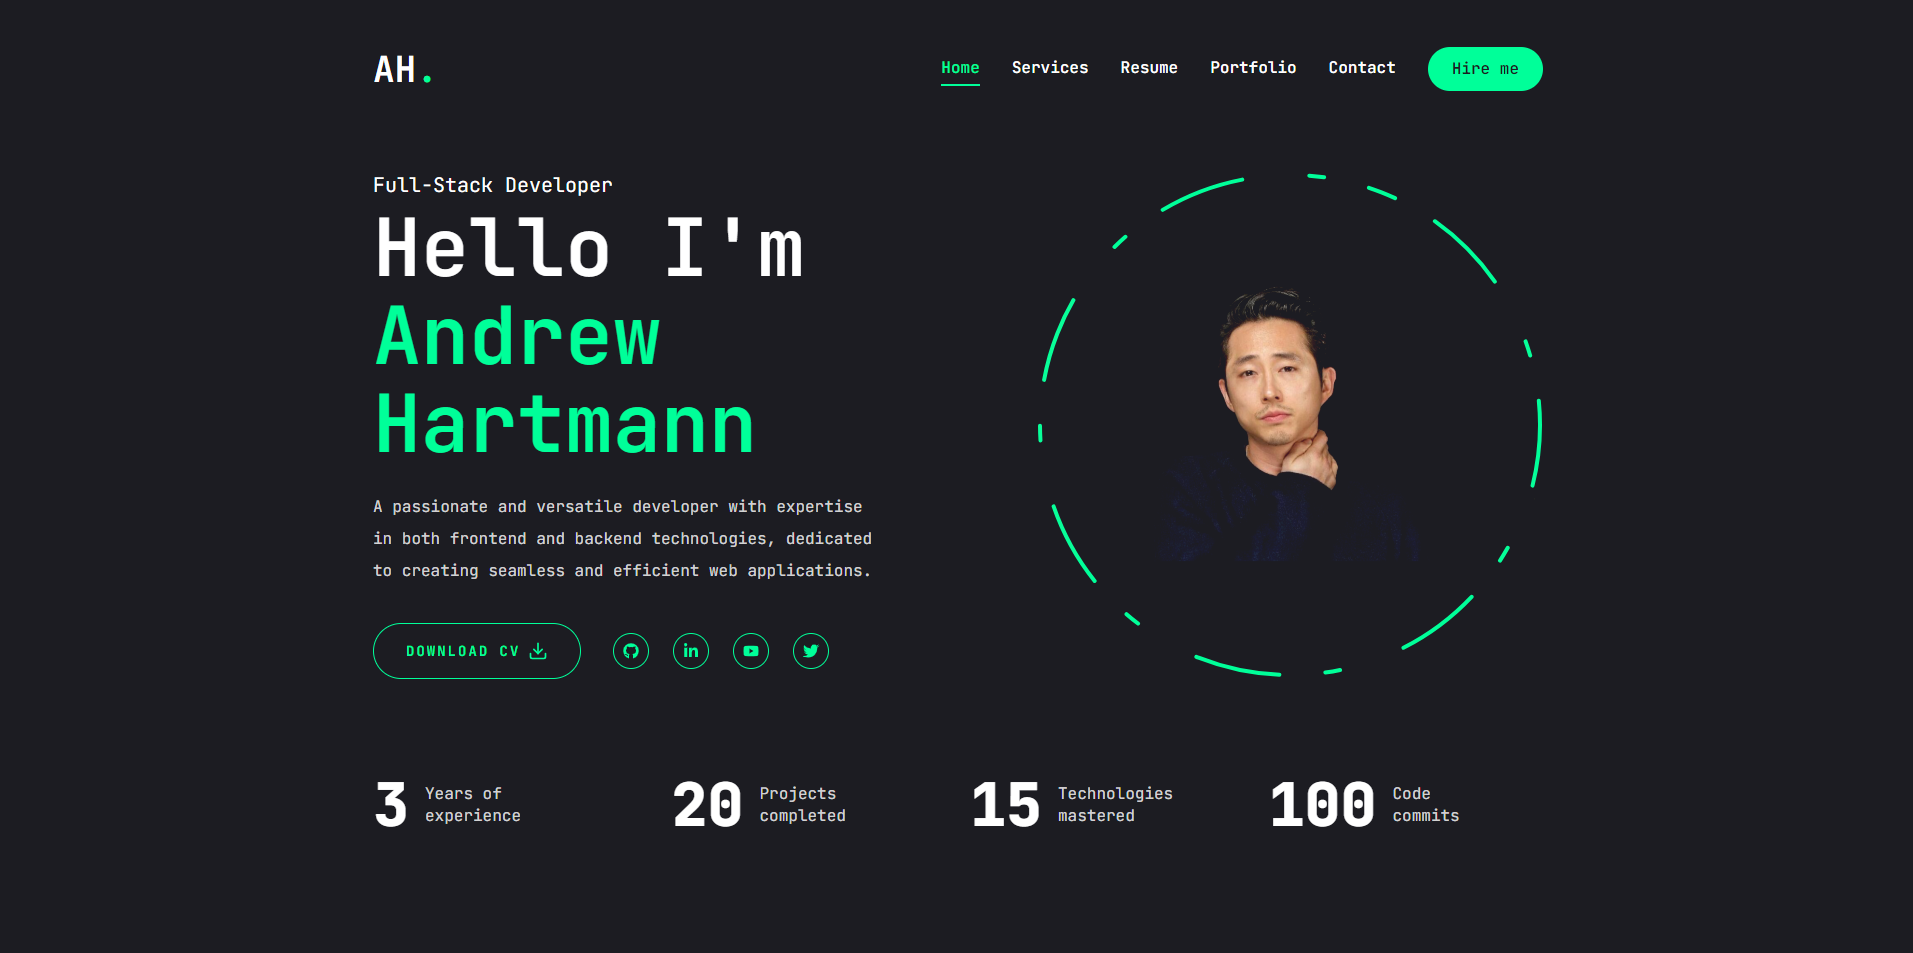 AH.
Home Services Resume Portfolio Contact Hire me
Full-Stack Developer
Hello I'm
Andrew
Hartmann
A passionate and versatile developer with expertise
in both frontend and backend technologies, dedicated
to creating seamless and efficient web applications.
DOWNLOAD CV
in
3 Years of
experience
20 Projects
completed
15 Technologies
mastered
100 Code
commits